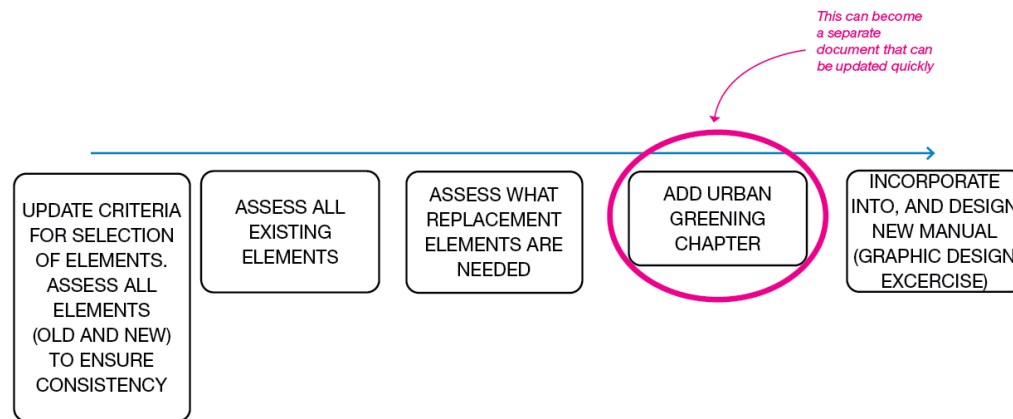 This can become
a separate
document that can
be updated quickly
UPDATE CRITERIA
FOR SELECTION
OF ELEMENTS.
ASSESS ALL
ELEMENTS
(OLD AND NEW)
TO ENSURE
CONSISTENCY
ASSESS ALL
EXISTING
ELEMENTS
ASSESS WHAT
REPLACEMENT
ELEMENTS ARE
NEEDED
ADD URBAN
GREENING
CHAPTER
INCORPORATE
INTO, AND DESIGN
NEW MANUAL
(GRAPHIC DESIGN
EXCERCISE)